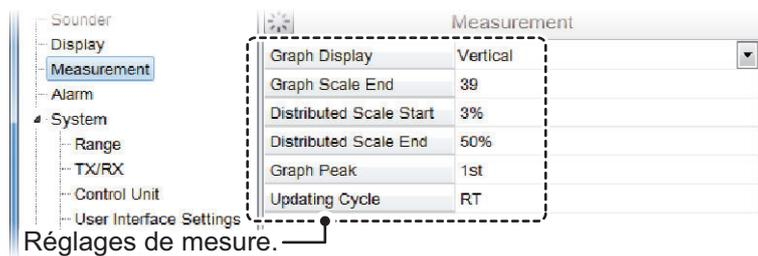 Sounder
Display
Measurement
Alarm
System
Range
TX/RX
Control Unit
User Interface Settings
Measurement
Graph Display Vertical
Graph Scale End 39
Distributed Scale Start 3%
Distributed Scale End 50%
Graph Peak 1st
Updating Cycle RT
Réglages de mesure.